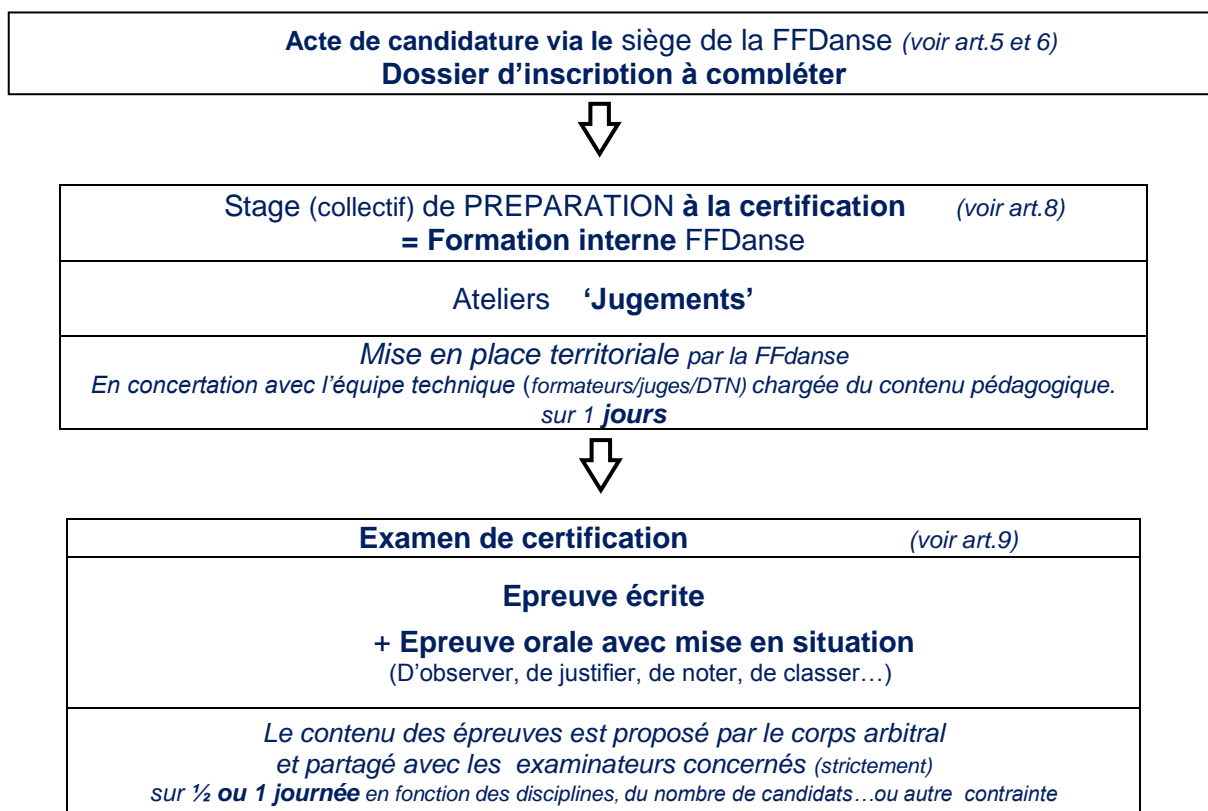 Acte de candidature via le siège de la FFDanse (voir art.5 et 6)
Dossier d’inscription à compléter
Stage (collectif) de PREPARATION à la certification (voir art.8)
= Formation interne FFDanse
Ateliers ‘Jugements’
Mise en place territoriale par la FFdanse
En concertation avec l’équipe technique (formateurs/juges/DTN) chargée du contenu pédagogique.
sur 1 jours
Examen de certification (voir art.9)
Epreuve écrite
+ Epreuve orale avec mise en situation
(D’observer, de justifier, de noter, de classer…)
Le contenu des épreuves est proposé par le corps arbitral
et partagé avec les examinateurs concernés (strictement)
sur ½ ou 1 journée en fonction des disciplines, du nombre de candidats…ou autre contrainte